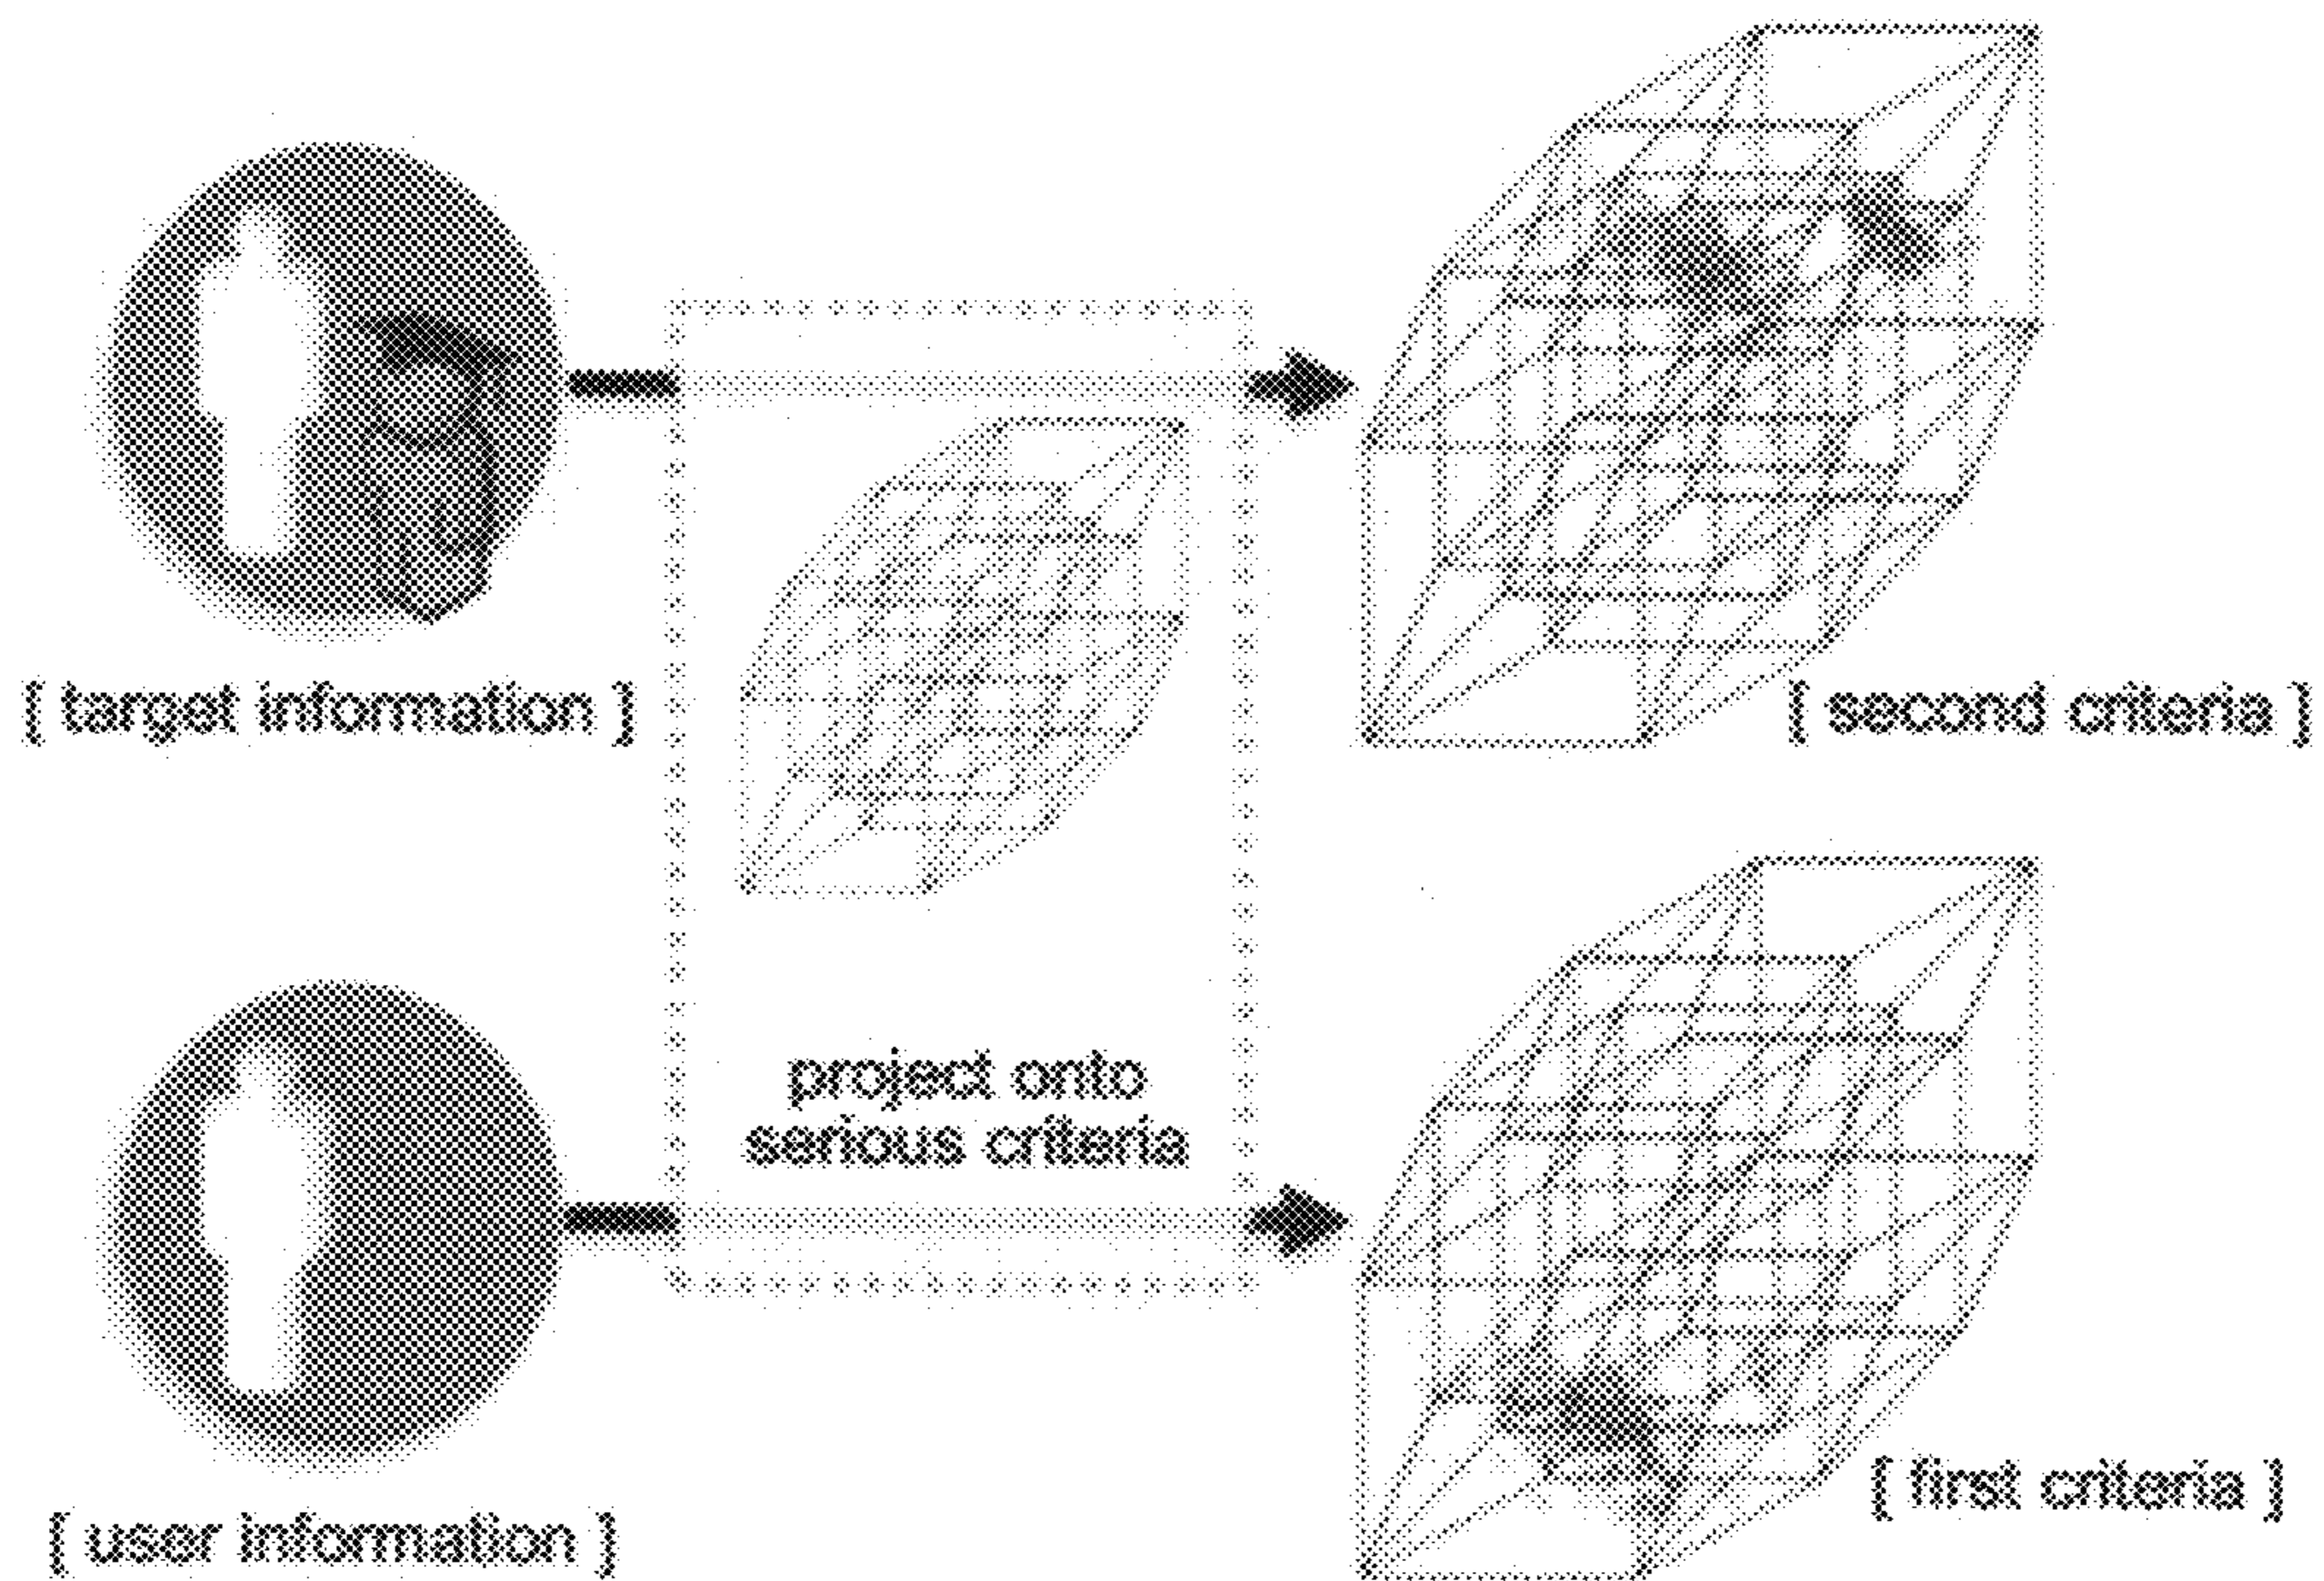 [ target information ]
[ second criteria ]
project onto
serious criteria
[ user information ]
[ first criteria ]